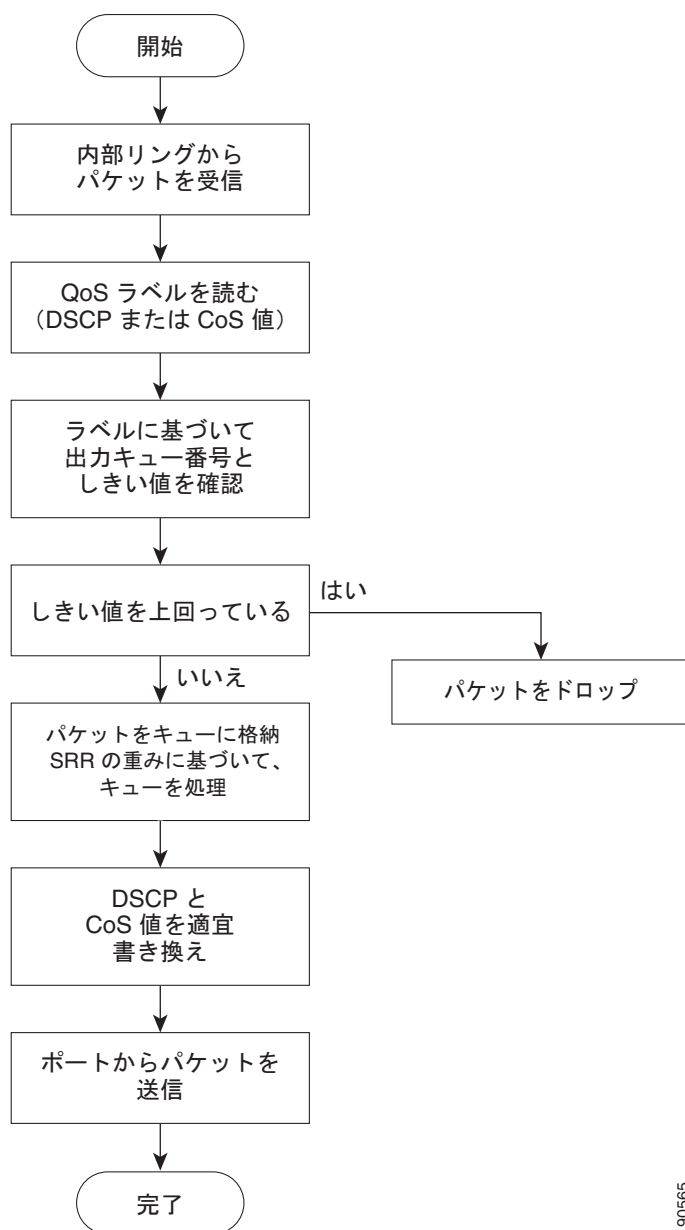 開始
内部リングから
パケットを受信
QoS ラベルを読む
（DSCP または CoS 値）
ラベルに基づいて
出力キュー番号と
しきい値を確認
しきい値を上回っている
はい
いいえ
パケットをドロップ
パケットをキューに格納
SRR の重みに基づいて、
キューを処理
DSCP と
CoS 値を適宜
書き換え
ポートからパケットを
送信
完了
90565